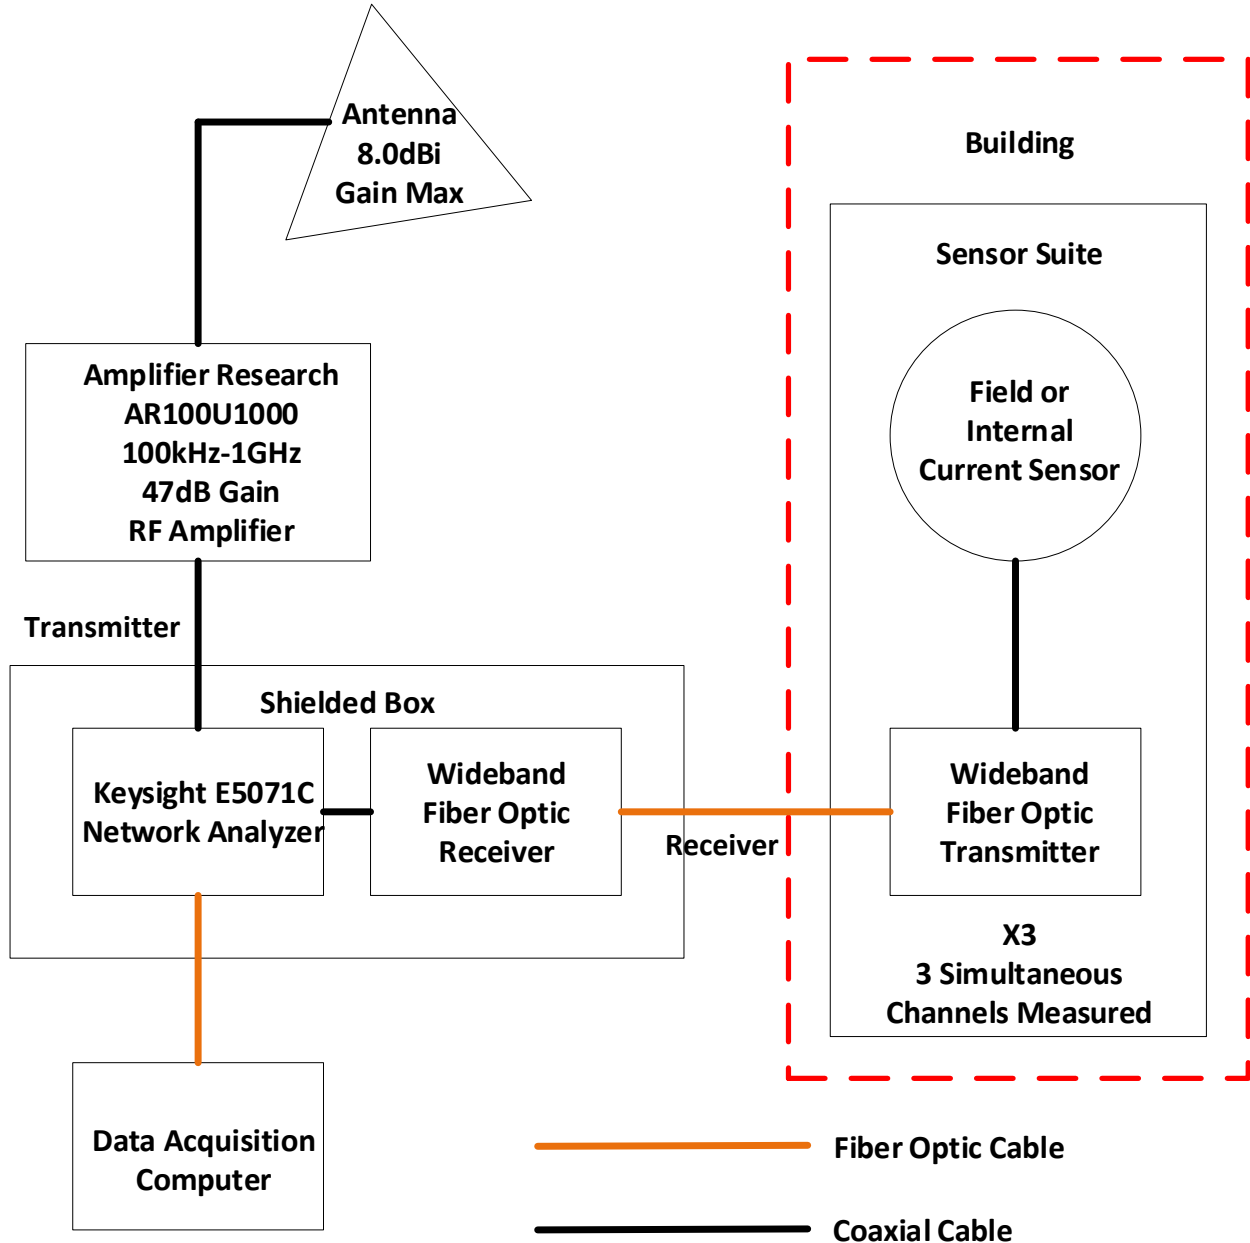 Antenna
8.0dBi
Gain Max
Building
Sensor Suite
Field or
Internal
Current Sensor
Amplifier Research
AR100U1000
100kHz-1GHz
47dB Gain
RF Amplifier
Transmitter
Shielded Box
Keysight E5071C
Network Analyzer
Wideband
Fiber Optic
Receiver
Receiver
Wideband
Fiber Optic
Transmitter
X3
3 Simultaneous
Channels Measured
Data Acquisition
Computer
Fiber Optic Cable
Coaxial Cable